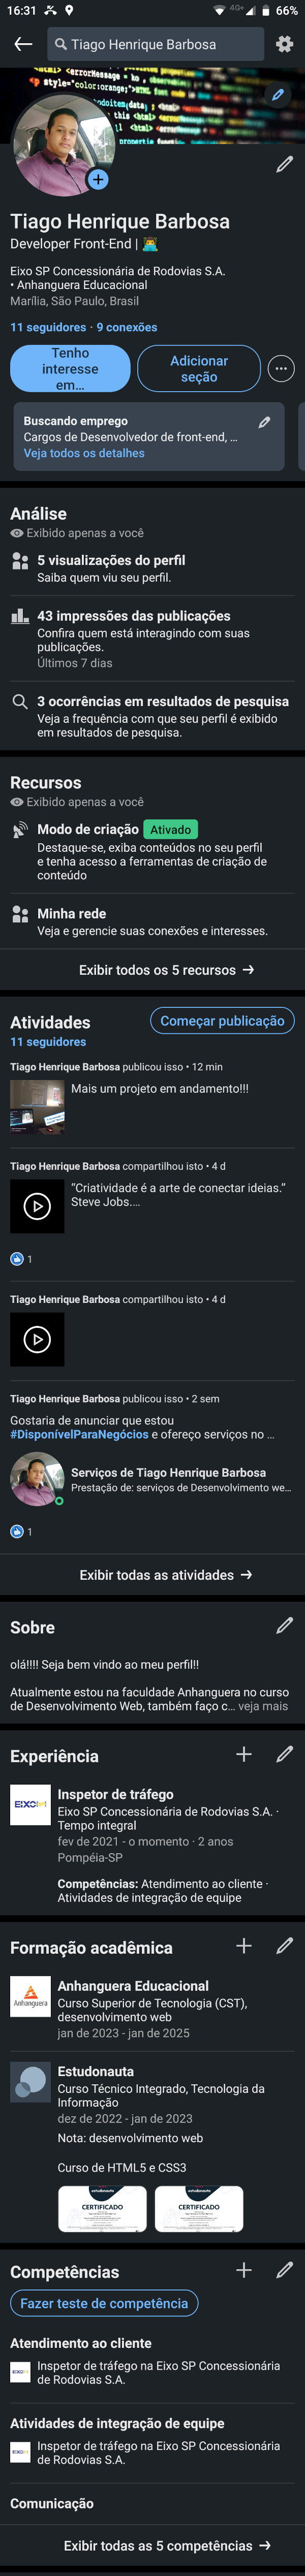 16:31
4G+
66%
Tiago Henrique Barbosa
Tiago Henrique Barbosa
Developer Front-End | 👨‍💻
Eixo SP Concessionária de Rodovias S.A.
• Anhanguera Educacional
Marília, São Paulo, Brasil
11 seguidores · 9 conexões
Tenho
interesse
em...
Adicionar
seção
Buscando emprego
Cargos de Desenvolvedor de front-end, ...
Veja todos os detalhes
Análise
Exibido apenas a você
5 visualizações do perfil
Saiba quem viu seu perfil.
43 impressões das publicações
Confira quem está interagindo com suas
publicações.
Últimos 7 dias
3 ocorrências em resultados de pesquisa
Veja a frequência com que seu perfil é exibido
em resultados de pesquisa.
Recursos
Exibido apenas a você
Modo de criação Ativado
Destaque-se, exiba conteúdos no seu perfil
e tenha acesso a ferramentas de criação de
conteúdo
Minha rede
Veja e gerencie suas conexões e interesses.
Exibir todos os 5 recursos →
Atividades
Começar publicação
11 seguidores
Tiago Henrique Barbosa publicou isso • 12 min
Mais um projeto em andamento!!!
Tiago Henrique Barbosa compartilhou isto • 4 d
“Criatividade é a arte de conectar ideias.”
Steve Jobs....
1
Tiago Henrique Barbosa compartilhou isto • 4 d
Tiago Henrique Barbosa publicou isso • 2 sem
Gostaria de anunciar que estou
#DisponívelParaNegócios e ofereço serviços no ...
Serviços de Tiago Henrique Barbosa
Prestação de: serviços de Desenvolvimento we...
1
Exibir todas as atividades →
Sobre
olá!!!! Seja bem vindo ao meu perfil!!
Atualmente estou na faculdade Anhanguera no curso
de Desenvolvimento Web, também faço c... veja mais
Experiência
EIXO SP
Inspetor de tráfego
Eixo SP Concessionária de Rodovias S.A. ·
Tempo integral
fev de 2021 - o momento · 2 anos
Pompéia-SP
Competências: Atendimento ao cliente ·
Atividades de integração de equipe
Formação acadêmica
Anhanguera
Anhanguera Educacional
Curso Superior de Tecnologia (CST),
desenvolvimento web
jan de 2023 - jan de 2025
Estudonauta
Curso Técnico Integrado, Tecnologia da
Informação
dez de 2022 - jan de 2023
Nota: desenvolvimento web
Curso de HTML5 e CSS3
CERTIFICADO
CERTIFICADO
Competências
Fazer teste de competência
Atendimento ao cliente
Inspetor de tráfego na Eixo SP Concessionária
de Rodovias S.A.
Atividades de integração de equipe
Inspetor de tráfego na Eixo SP Concessionária
de Rodovias S.A.
Comunicação
Exibir todas as 5 competências →